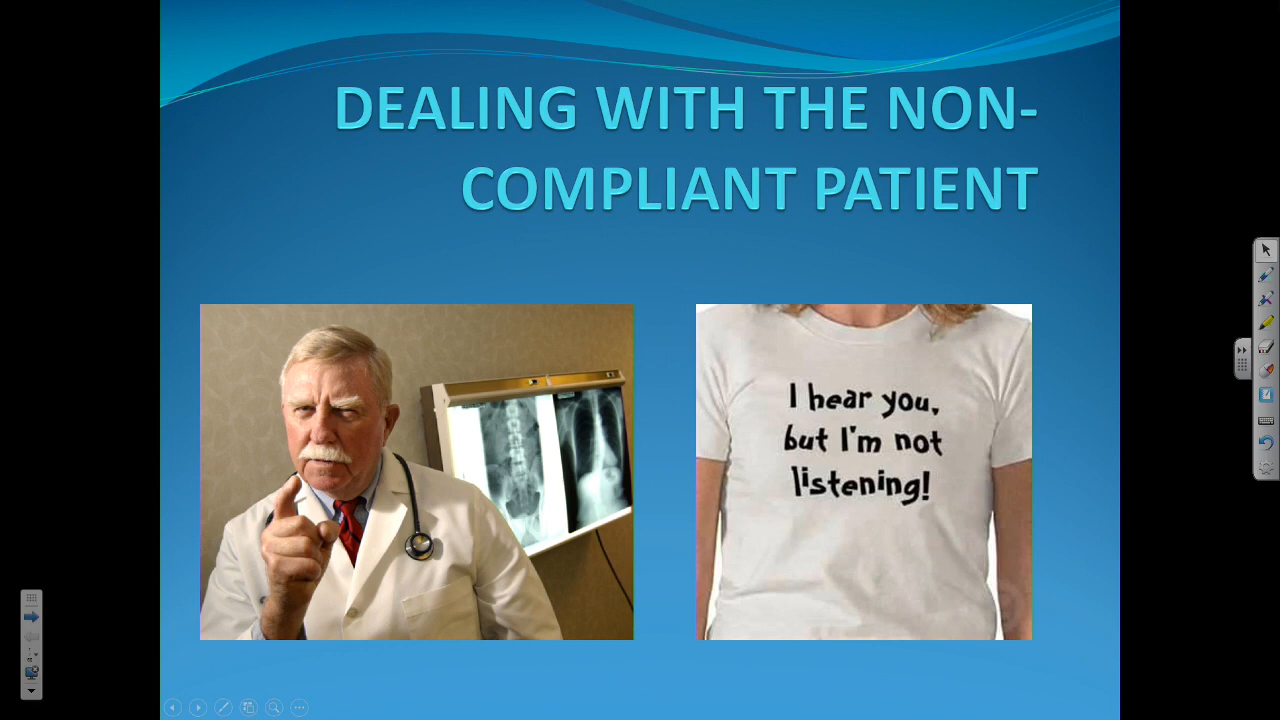 DEALING WITH THE NON-
COMPLIANT PATIENT
I hear you,
but I'm not
listening!